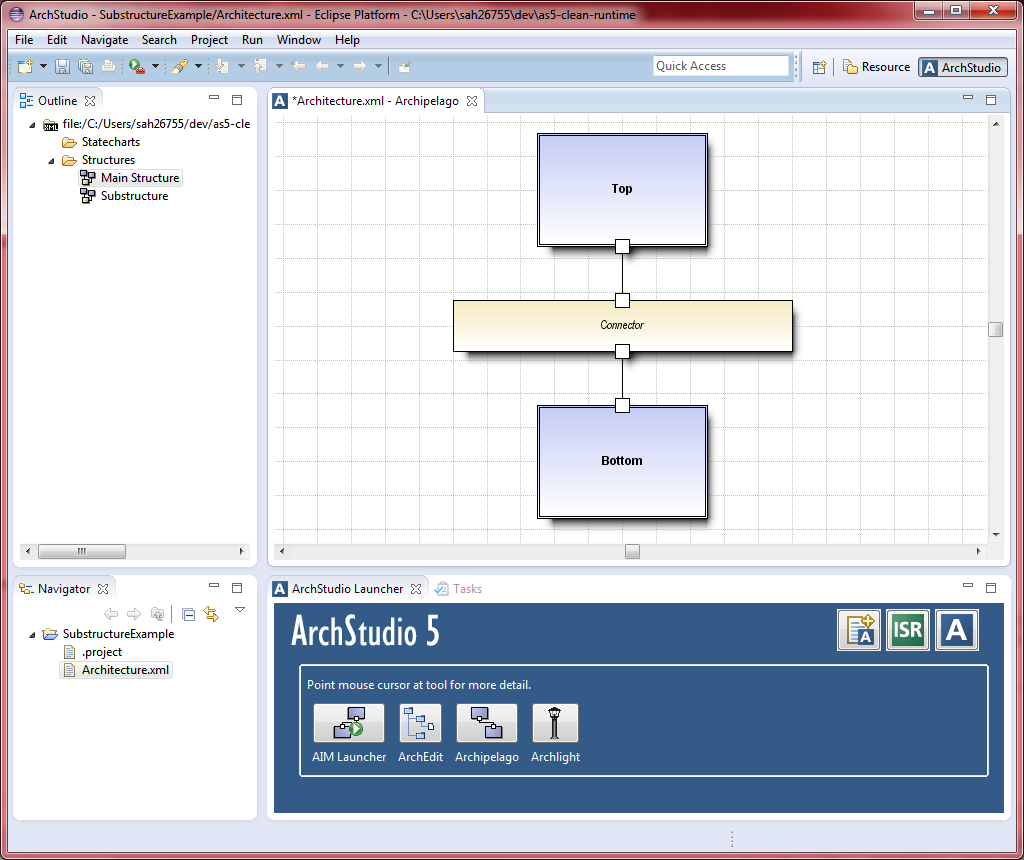 ArchStudio - SubstructureExample/Architecture.xml - Eclipse Platform - C:\Users\sah26755\dev\as5-clean-runtime
File Edit Navigate Search Project Run Window Help
Quick Access
Resource
A ArchStudio
Outline
A *Architecture.xml - Archipelago
file:/C:/Users/sah26755/dev/as5-cle
Statecharts
Structures
Main Structure
Substructure
Top
Connector
Bottom
Navigator
SubstructureExample
.project
Architecture.xml
A ArchStudio Launcher
Tasks
ArchStudio 5
A
ISR
A
Point mouse cursor at tool for more detail.
AIM Launcher ArchEdit Archipelago Archlight